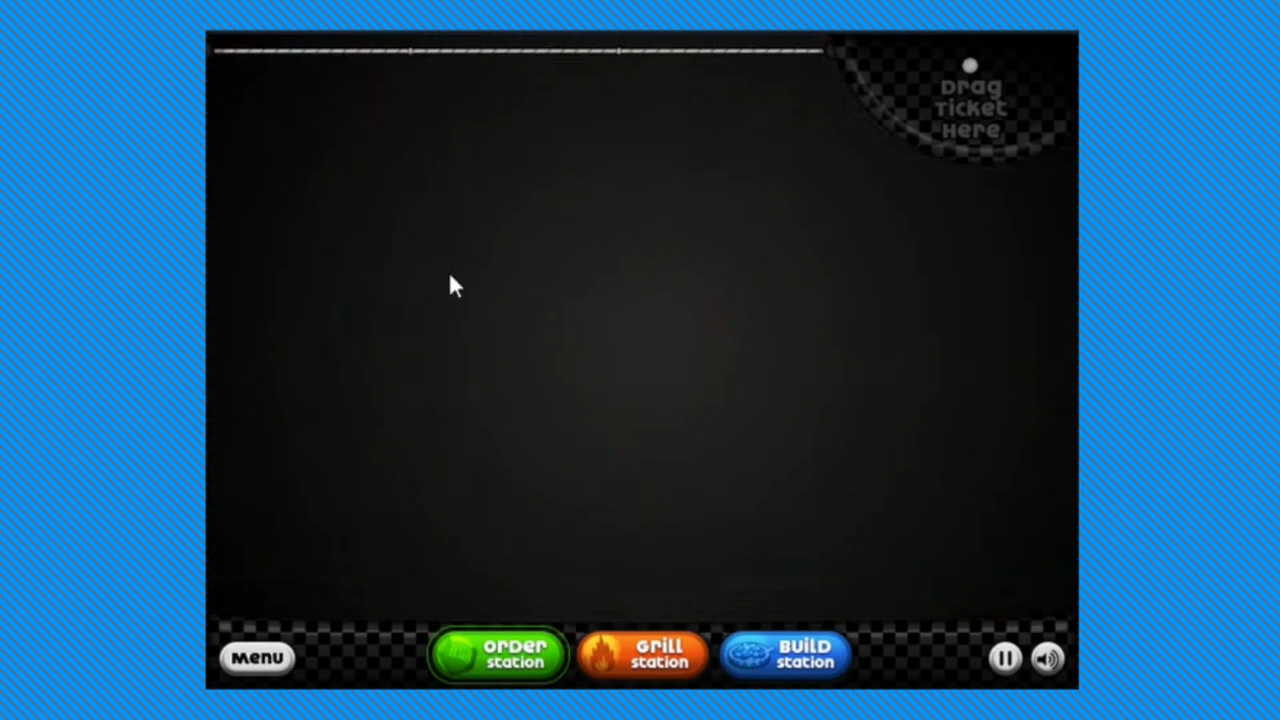 Drag
Ticket
Here
Menu
Order
station
Grill
station
Build
station